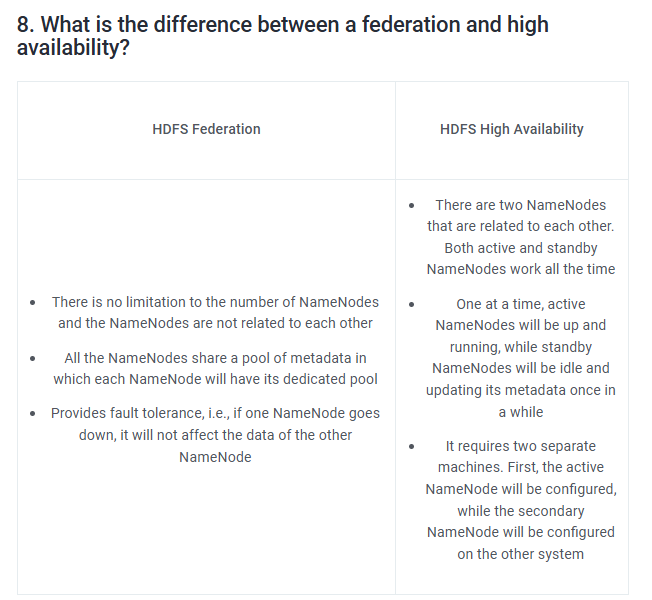 8. What is the difference between a federation and high
availability?
HDFS Federation
HDFS High Availability
• There is no limitation to the number of NameNodes
and the NameNodes are not related to each other
• All the NameNodes share a pool of metadata in
which each NameNode will have its dedicated pool
• Provides fault tolerance, i.e., if one NameNode goes
down, it will not affect the data of the other
NameNode
• There are two NameNodes
that are related to each other.
Both active and standby
NameNodes work all the time
• One at a time, active
NameNodes will be up and
running, while standby
NameNodes will be idle and
updating its metadata once in
a while
• It requires two separate
machines. First, the active
NameNode will be configured,
while the secondary
NameNode will be configured
on the other system